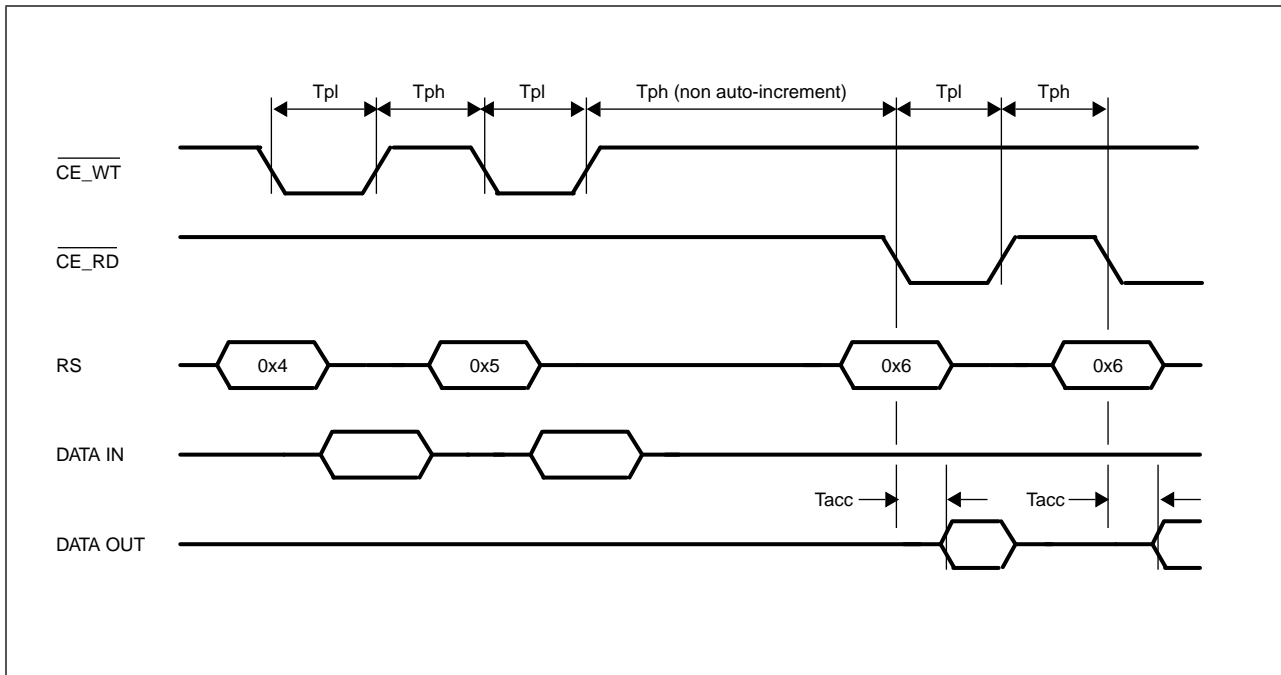 Tpl Tph Tpl Tph (non auto-increment) Tpl Tph
CE_WT
CE_RD
RS 0x4 0x5 0x6 0x6
DATA IN
Tacc Tacc
DATA OUT